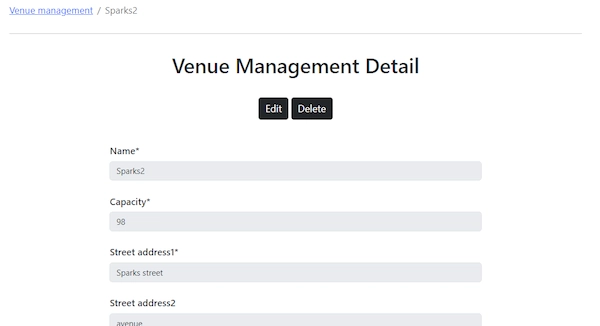 Venue management / Sparks2
Venue Management Detail
Edit Delete
Name*
Sparks2
Capacity*
98
Street address1*
Sparks street
Street address2
avenue